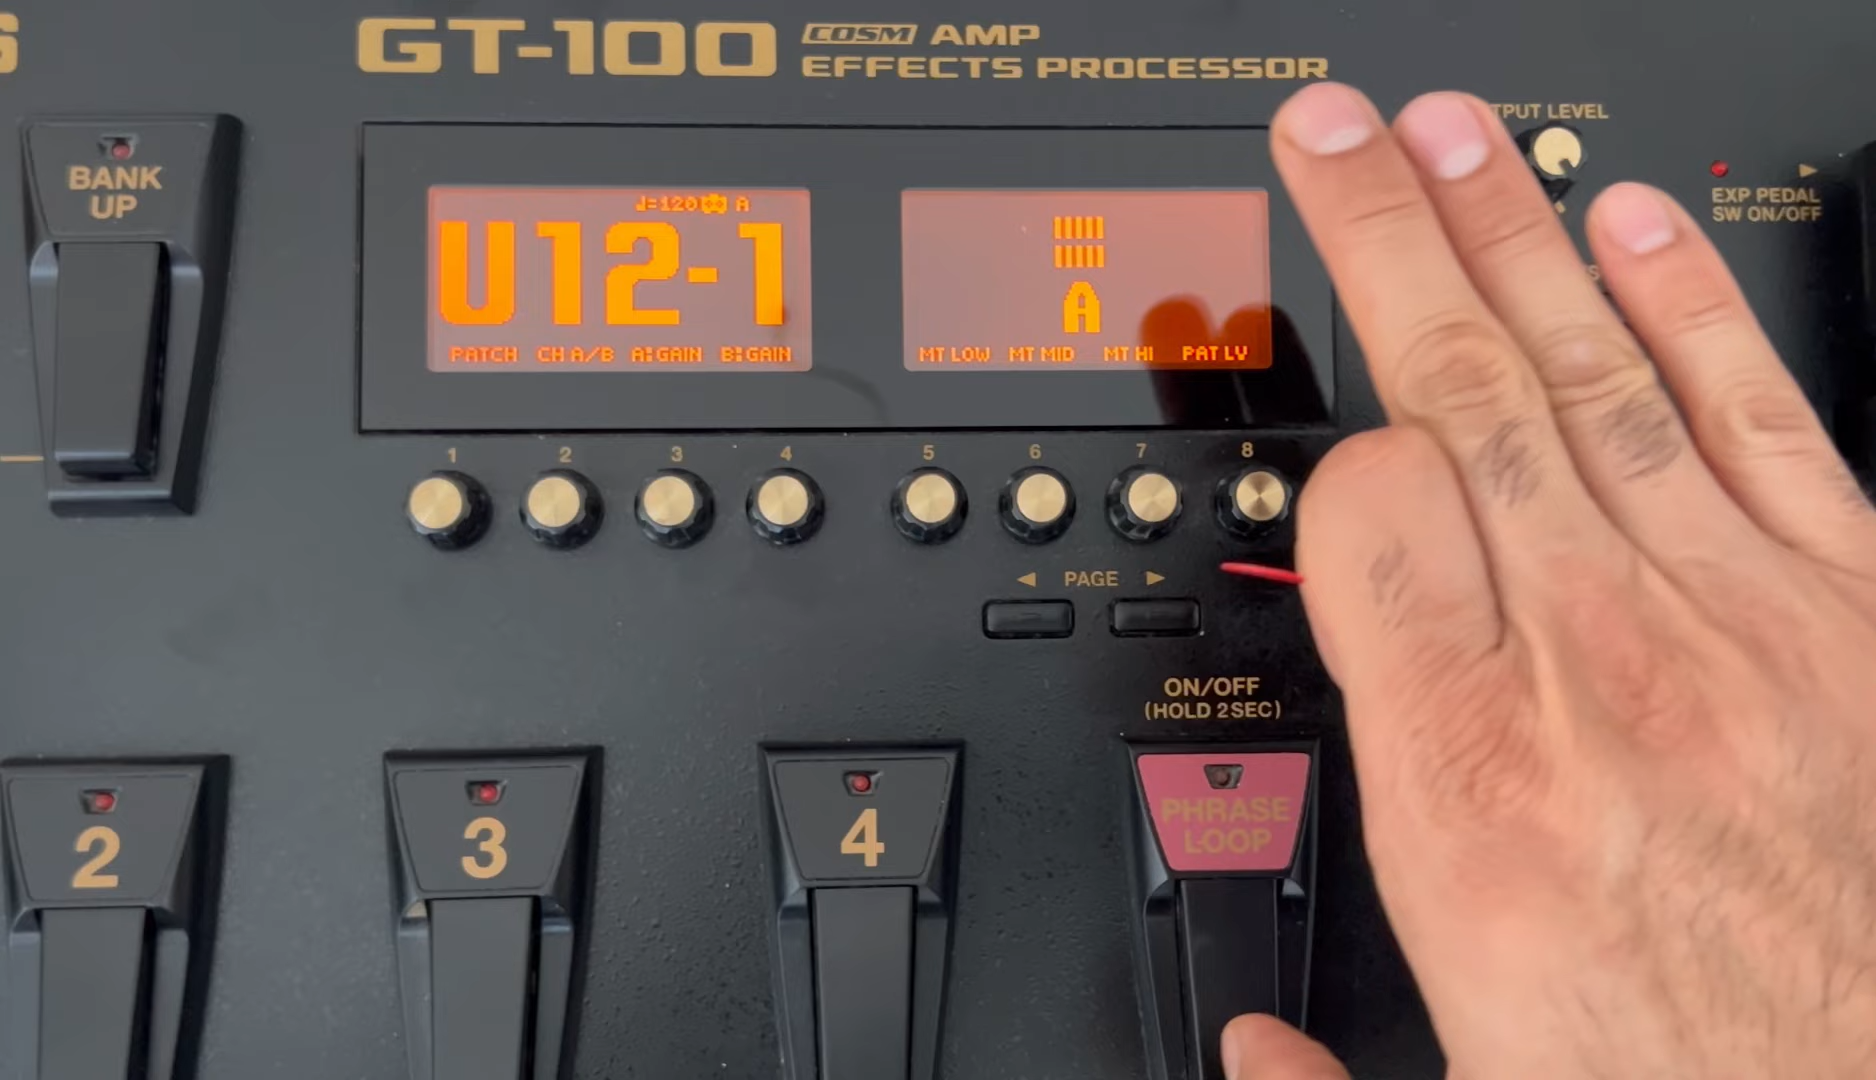 GT-100 COSM AMP
EFFECTS PROCESSOR
TPUT LEVEL
BANK
UP
EXP PEDAL
SW ON/OFF
♩=120 A
U12-1
PATCH CH A/B A:GAIN B:GAIN
A
MT LOW MT MID MT HI PAT LV
1 2 3 4 5 6 7 8
◀ PAGE ▶
ON/OFF
(HOLD 2SEC)
2
3
4
PHRASE
LOOP